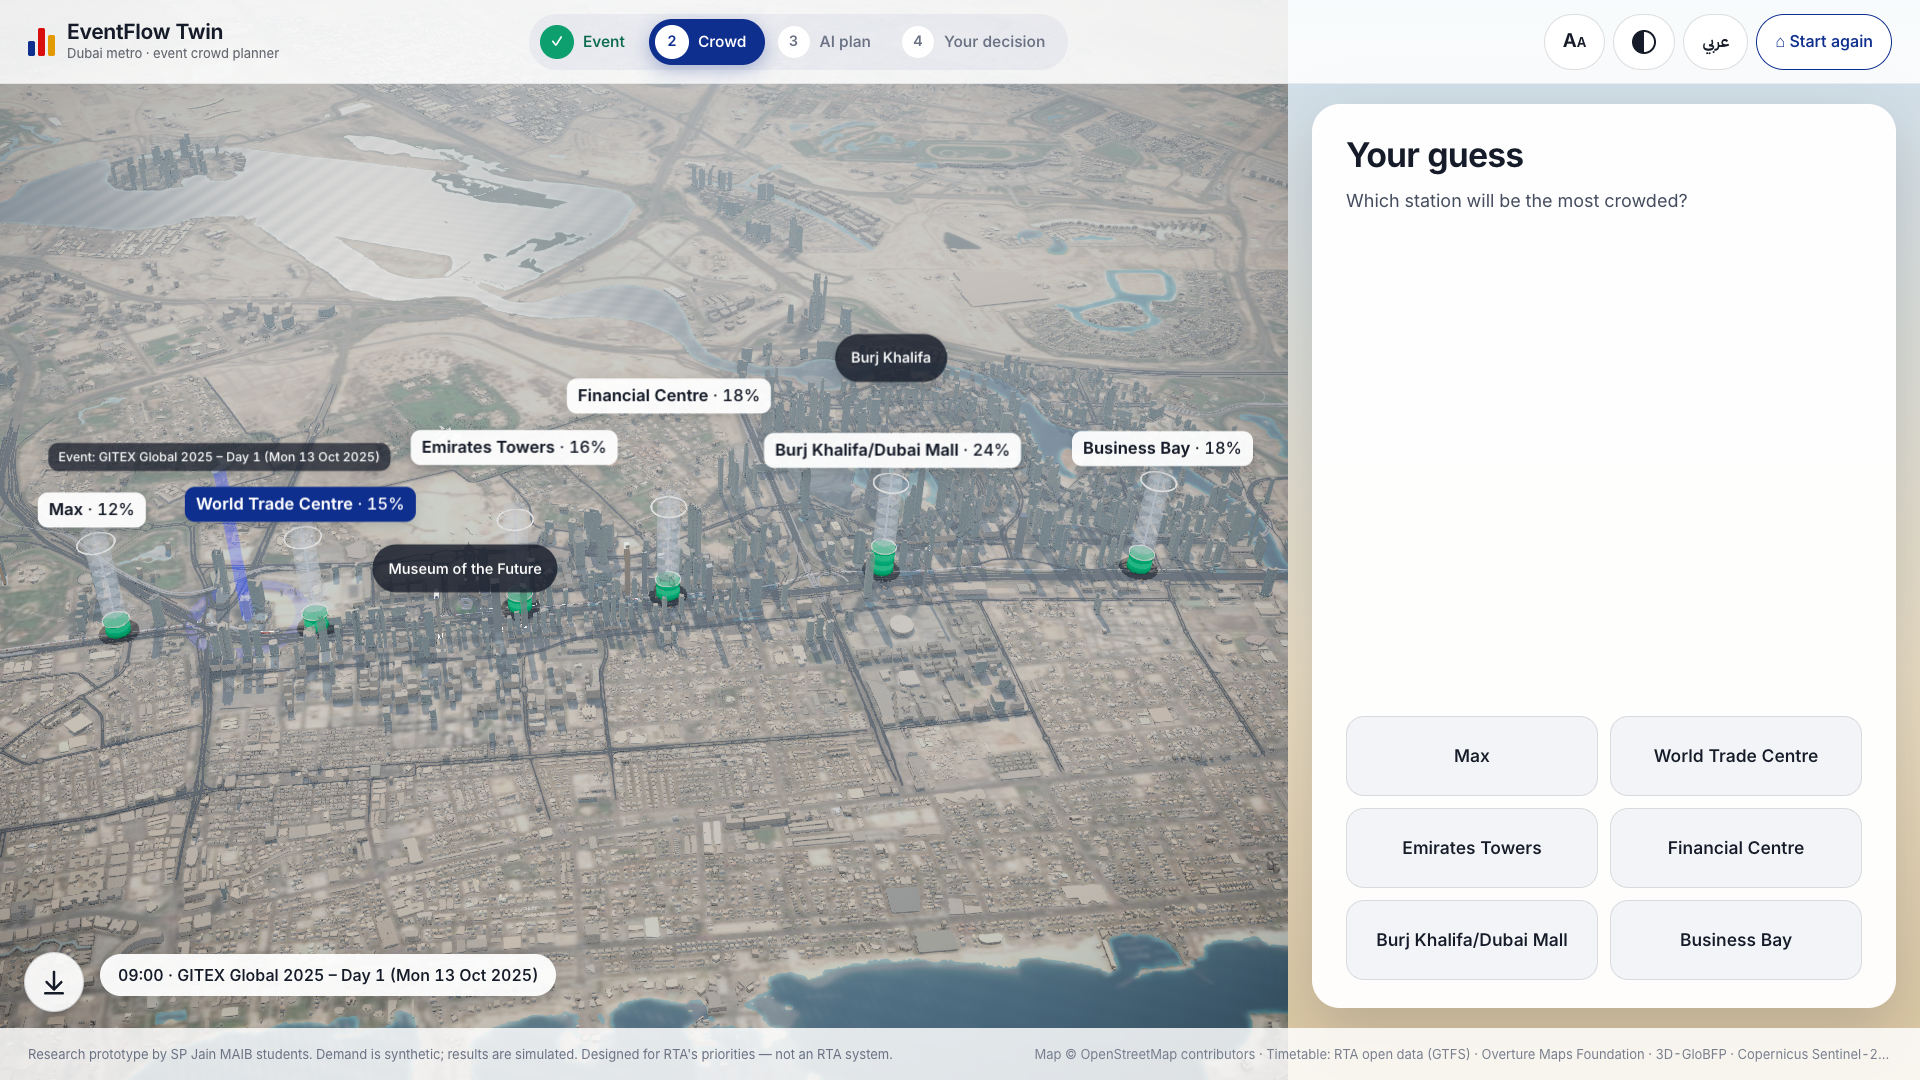 EventFlow Twin
Dubai metro · event crowd planner
Event
2 Crowd
3 AI plan
4 Your decision
AA
عربي
⌂ Start again
Your guess
Which station will be the most crowded?
Burj Khalifa
Financial Centre · 18%
Emirates Towers · 16%
Burj Khalifa/Dubai Mall · 24%
Business Bay · 18%
Event: GITEX Global 2025 – Day 1 (Mon 13 Oct 2025)
Max · 12%
World Trade Centre · 15%
Museum of the Future
Max
World Trade Centre
Emirates Towers
Financial Centre
Burj Khalifa/Dubai Mall
Business Bay
09:00 · GITEX Global 2025 – Day 1 (Mon 13 Oct 2025)
Research prototype by SP Jain MAIB students. Demand is synthetic; results are simulated. Designed for RTA's priorities — not an RTA system.
Map © OpenStreetMap contributors · Timetable: RTA open data (GTFS) · Overture Maps Foundation · 3D-GloBFP · Copernicus Sentinel-2...